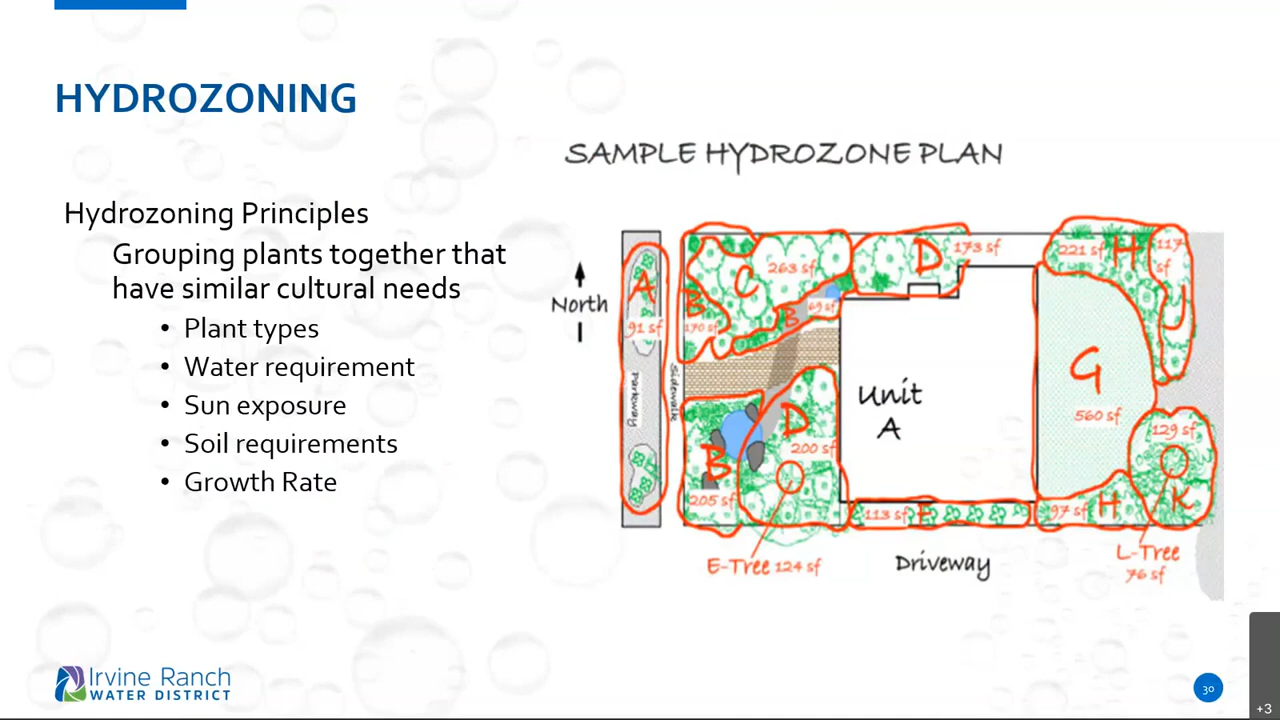 HYDROZONING
SAMPLE HYDROZONE PLAN
Hydrozoning Principles
Grouping plants together that
have similar cultural needs
• Plant types
• Water requirement
• Sun exposure
• Soil requirements
• Growth Rate
North
A
91 sf
Parkway
Sidewalk
B
170 sf
C
263 sf
B
69 sf
D
173 sf
221 sf
H
117
sf
J
G
560 sf
Unit
A
D
200 sf
B
205 sf
129 sf
K
113 sf
F
97 sf
H
E-Tree 124 sf
Driveway
L-Tree
76 sf
Irvine Ranch
WATER DISTRICT
30
+3